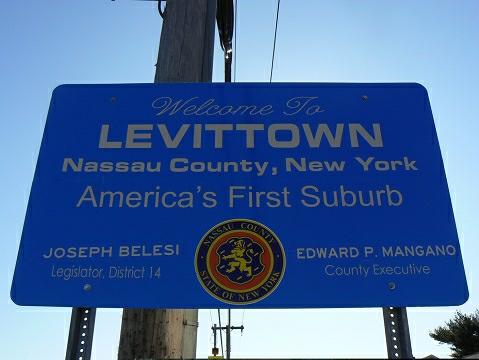 Welcome To
LEVITTOWN
Nassau County, New York
America's First Suburb
JOSEPH BELESI
Legislator, District 14
NASSAU COUNTY
STATE OF NEW YORK
EDWARD P. MANGANO
County Executive